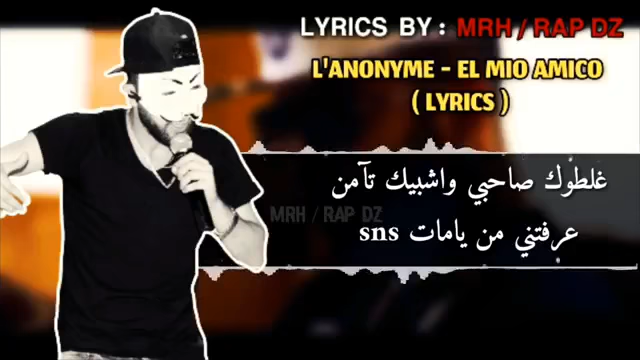 LYRICS BY : MRH / RAP DZ
L'ANONYME - EL MIO AMICO
( LYRICS )
غلطوك صاحبي واشبيك تآمن
MRH / RAP DZ
عرفتني من يامات sns